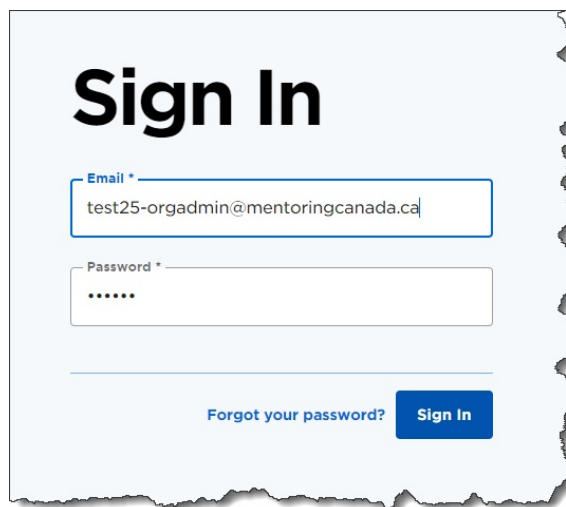 Sign In
Email *
test25-orgadmin@mentoringcanada.ca
Password *
••••••
Forgot your password? Sign In